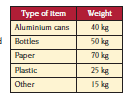 Type of Item Weight
Aluminium cans 40 kg
Bottles 50 kg
Paper 70 kg
Plastic 25 kg
Other 15 kg